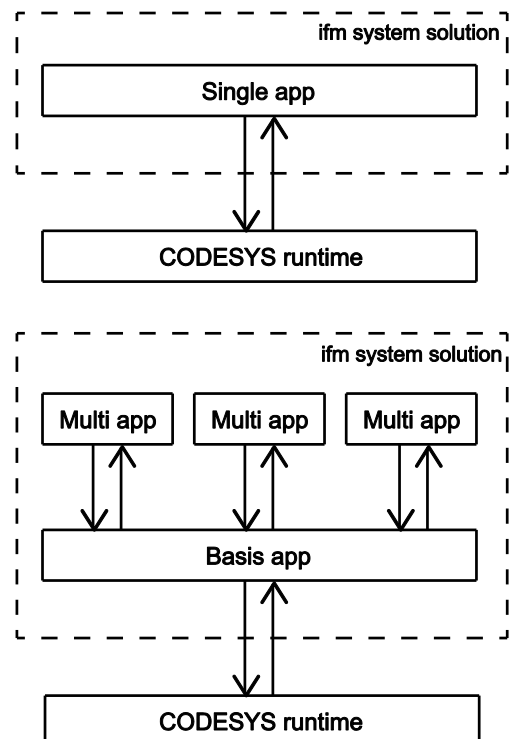 ifm system solution
Single app
CODESYS runtime
ifm system solution
Multi app Multi app Multi app
Basis app
CODESYS runtime